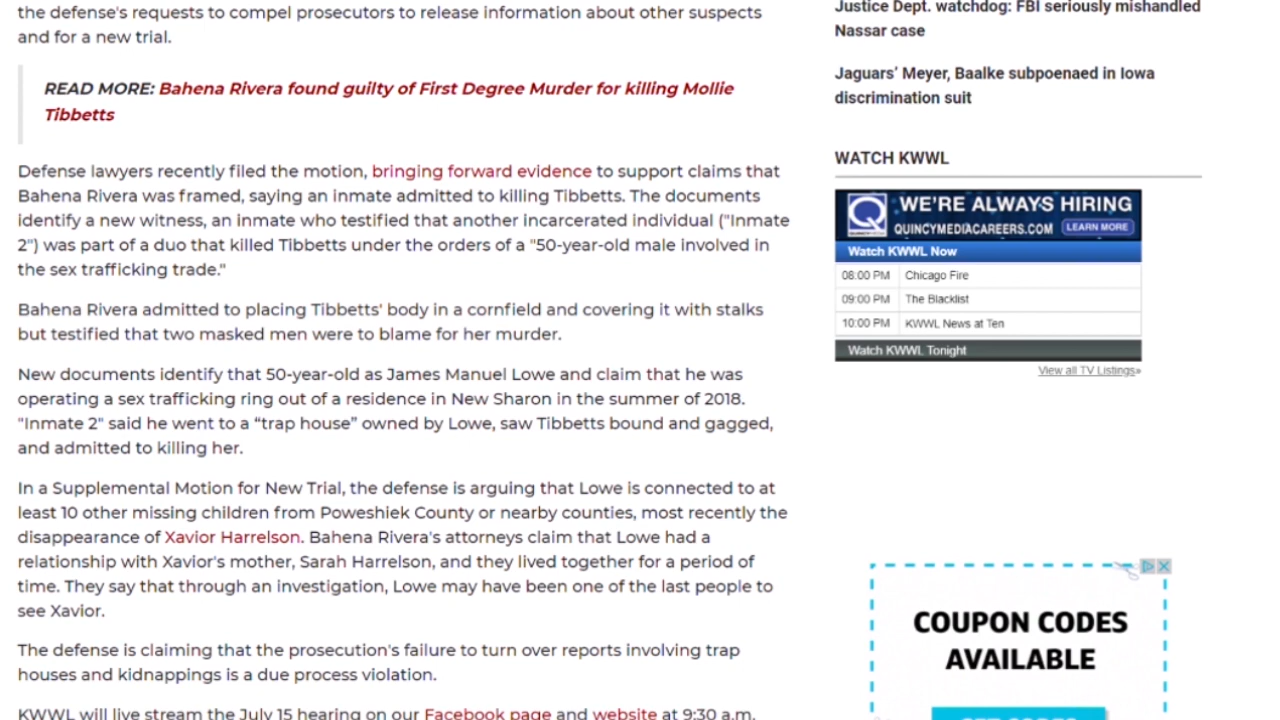 the defense's requests to compel prosecutors to release information about other suspects
and for a new trial.
READ MORE: Bahena Rivera found guilty of First Degree Murder for killing Mollie
Tibbetts
Defense lawyers recently filed the motion, bringing forward evidence to support claims that
Bahena Rivera was framed, saying an inmate admitted to killing Tibbetts. The documents
identify a new witness, an inmate who testified that another incarcerated individual ("Inmate
2") was part of a duo that killed Tibbetts under the orders of a "50-year-old male involved in
the sex trafficking trade."
Bahena Rivera admitted to placing Tibbetts' body in a cornfield and covering it with stalks
but testified that two masked men were to blame for her murder.
New documents identify that 50-year-old as James Manuel Lowe and claim that he was
operating a sex trafficking ring out of a residence in New Sharon in the summer of 2018.
"Inmate 2" said he went to a “trap house” owned by Lowe, saw Tibbetts bound and gagged,
and admitted to killing her.
In a Supplemental Motion for New Trial, the defense is arguing that Lowe is connected to at
least 10 other missing children from Poweshiek County or nearby counties, most recently the
disappearance of Xavior Harrelson. Bahena Rivera's attorneys claim that Lowe had a
relationship with Xavior's mother, Sarah Harrelson, and they lived together for a period of
time. They say that through an investigation, Lowe may have been one of the last people to
see Xavior.
The defense is claiming that the prosecution's failure to turn over reports involving trap
houses and kidnappings is a due process violation.
KWWL will live stream the July 15 hearing on our Facebook page and website at 9:30 a.m.
Justice Dept. watchdog: FBI seriously mishandled
Nassar case
Jaguars’ Meyer, Baalke subpoenaed in Iowa
discrimination suit
WATCH KWWL
WE'RE ALWAYS HIRING
QUINCYMEDIACAREERS.COM LEARN MORE
Watch KWWL Now
08:00 PM Chicago Fire
09:00 PM The Blacklist
10:00 PM KWWL News at Ten
Watch KWWL Tonight
View all TV Listings»
COUPON CODES
AVAILABLE
GET CODES